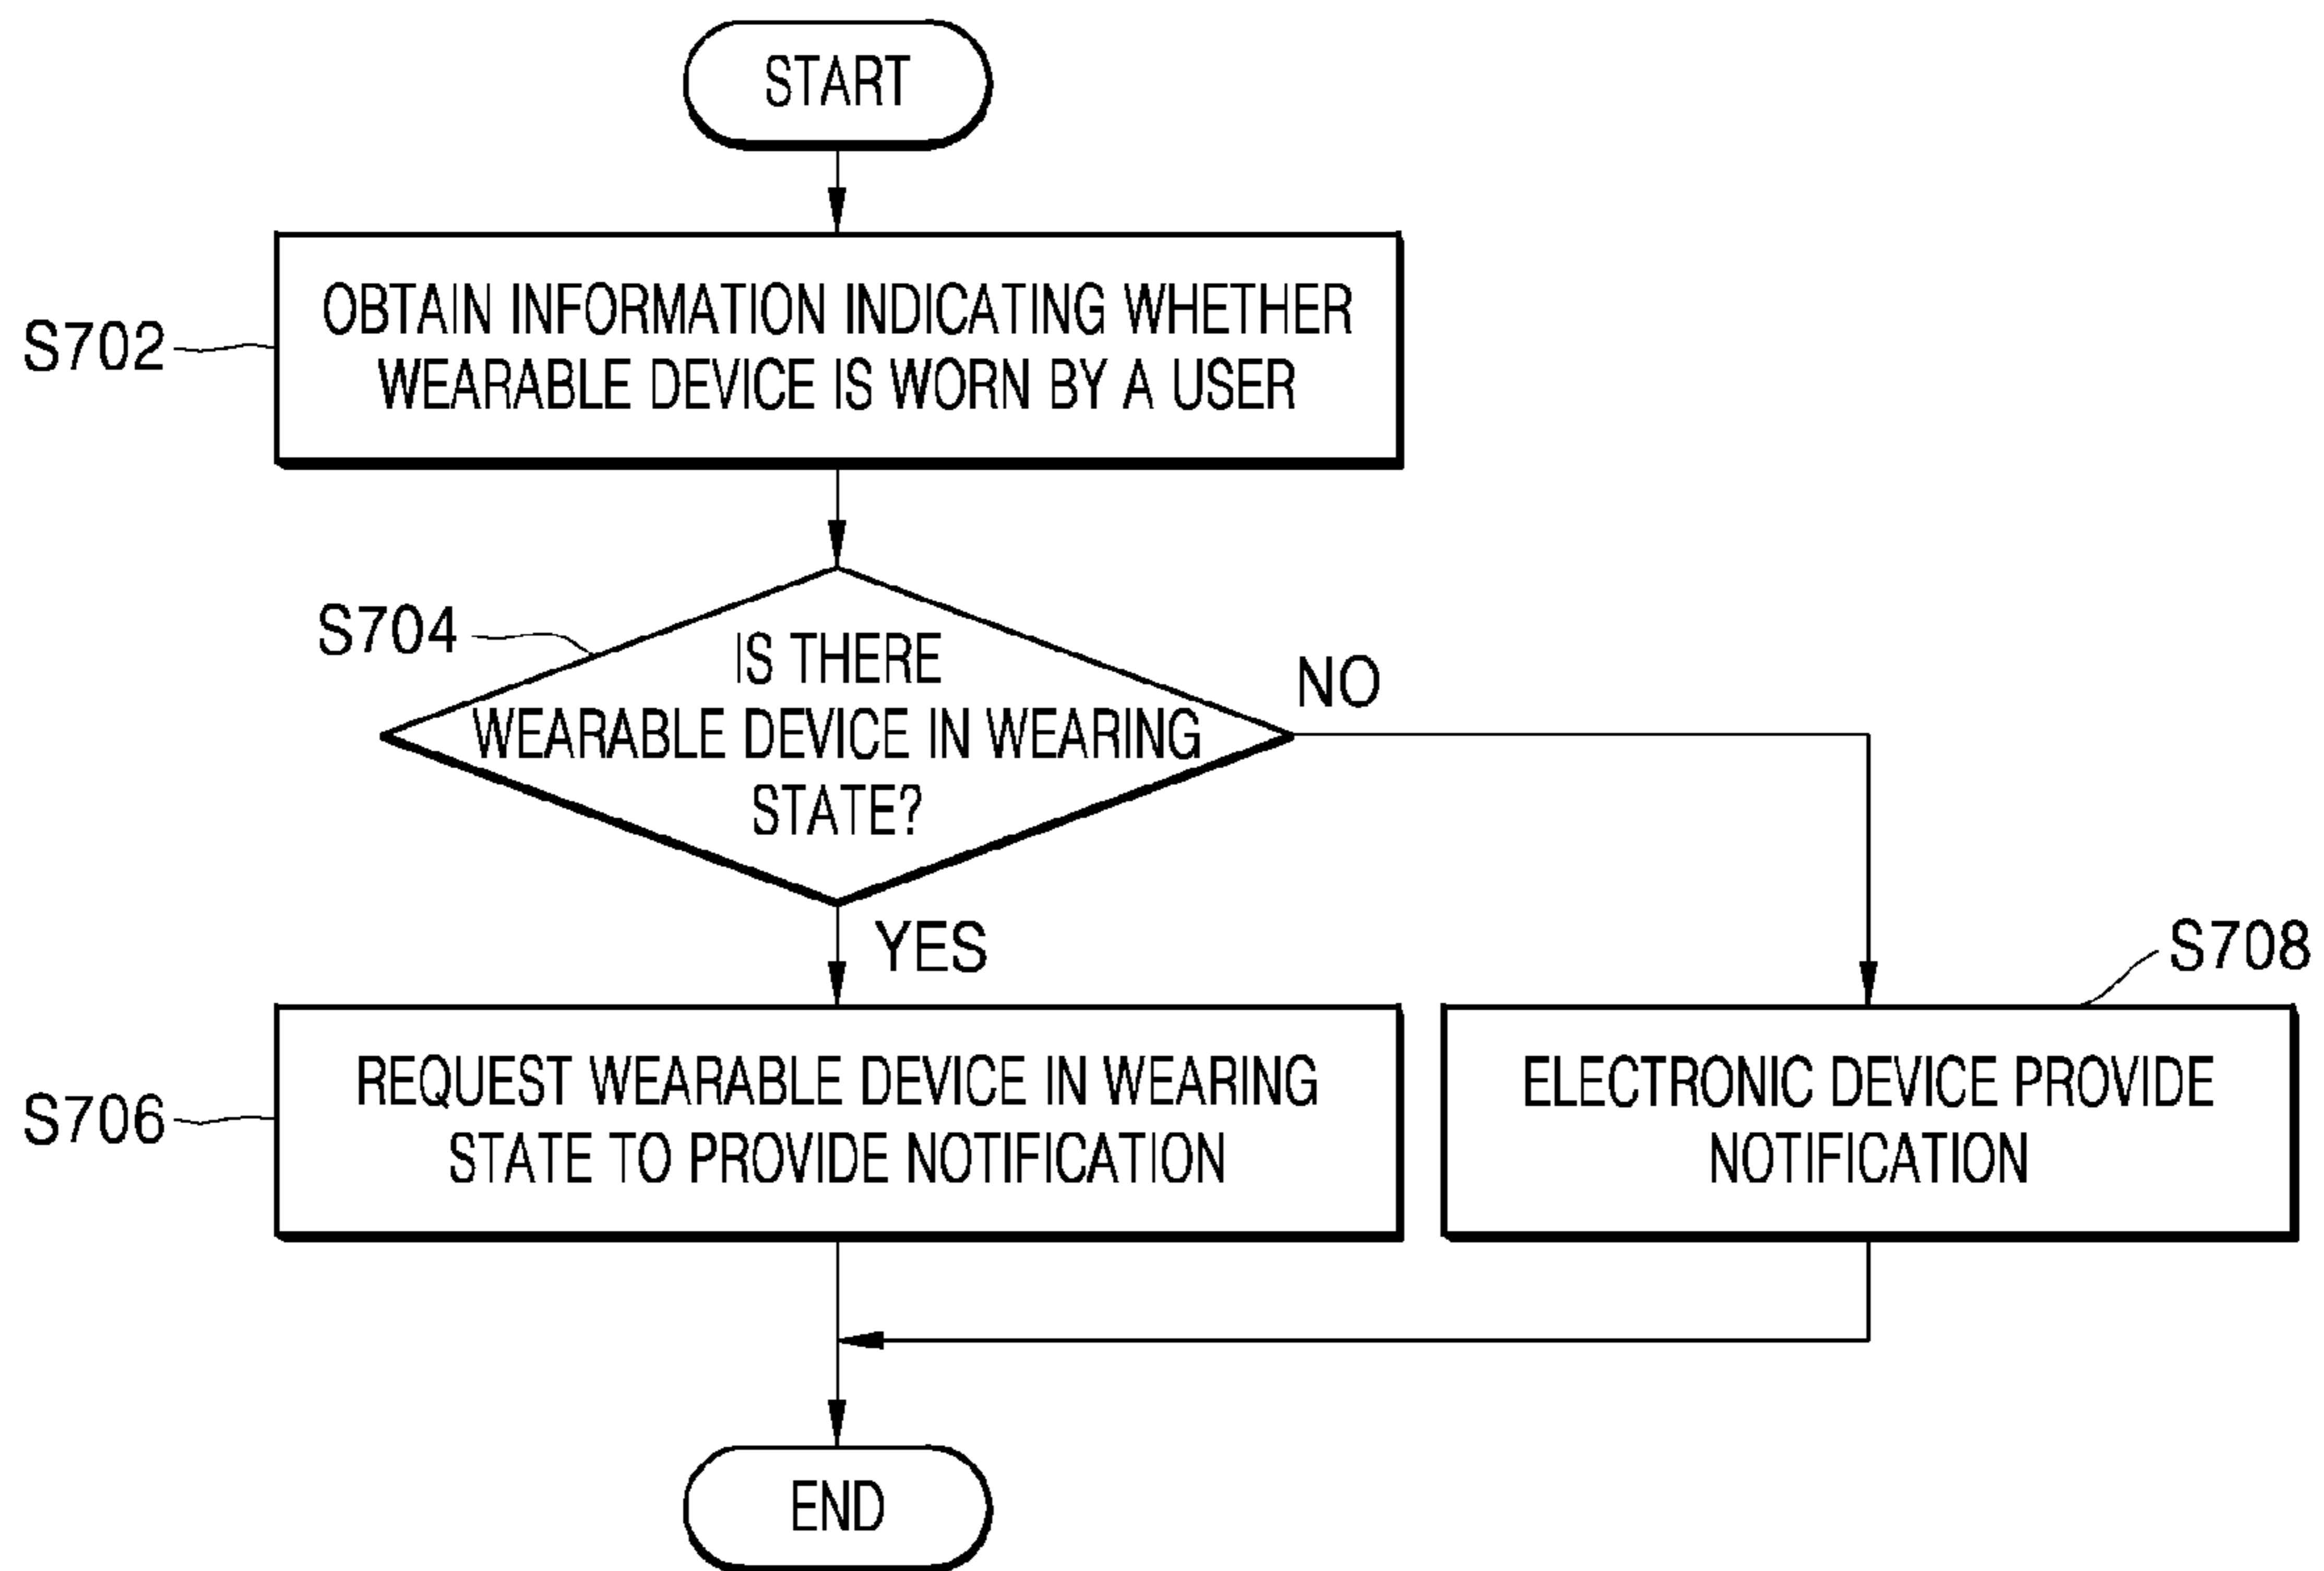 START
OBTAIN INFORMATION INDICATING WHETHER
S702
WEARABLE DEVICE IS WORN BY A USER
S704
IS THERE
WEARABLE DEVICE IN WEARING
STATE?
NO
YES
S708
S706
REQUEST WEARABLE DEVICE IN WEARING
STATE TO PROVIDE NOTIFICATION
ELECTRONIC DEVICE PROVIDE
NOTIFICATION
END